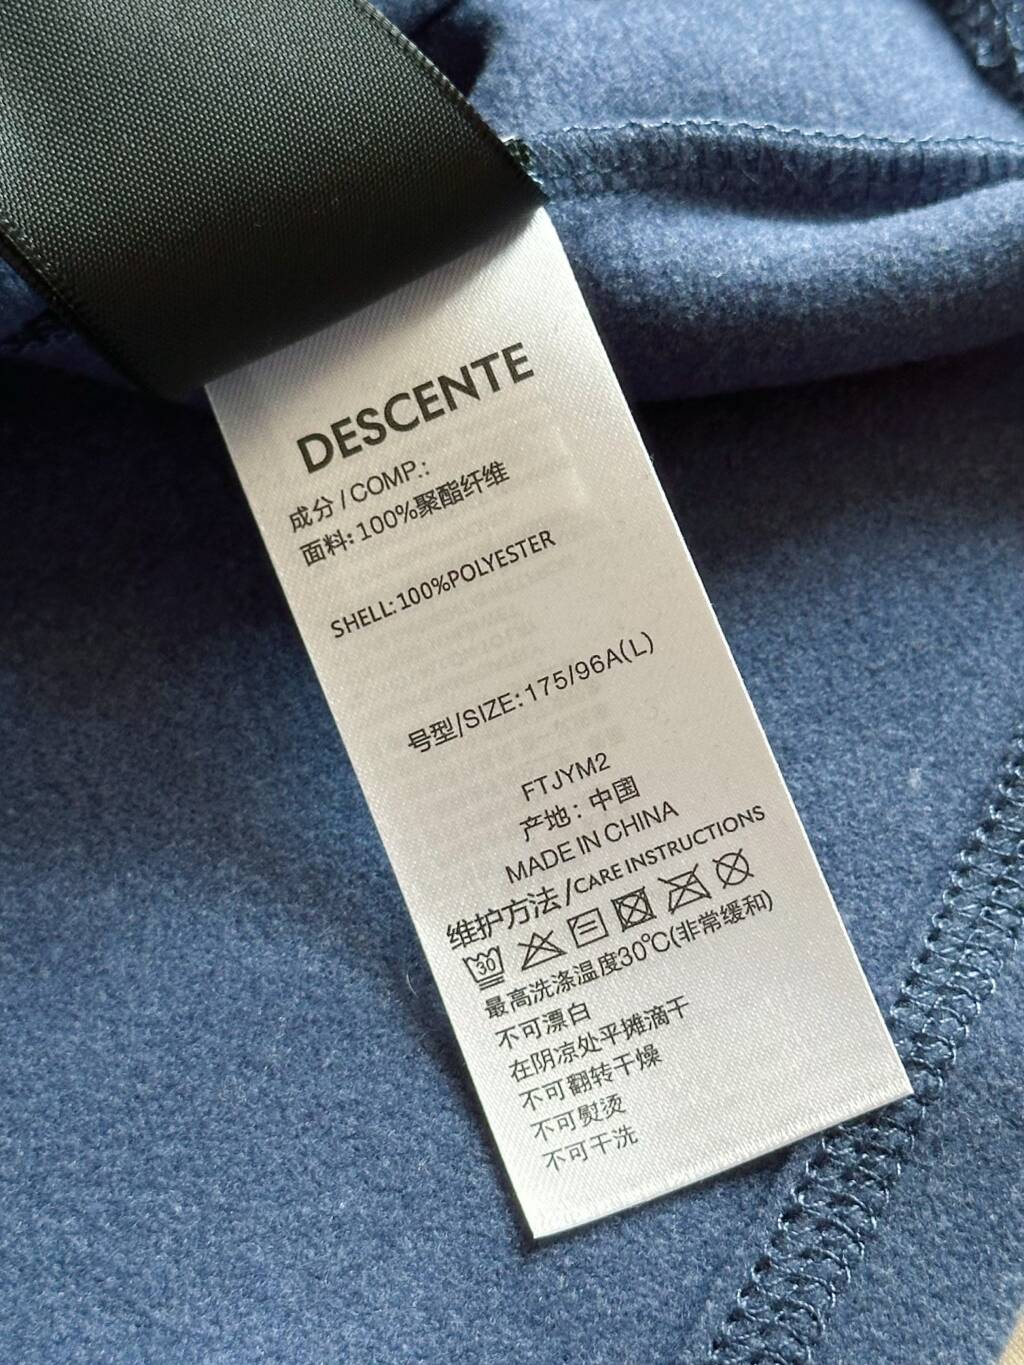 DESCENTE
成分/COMP.:
面料:100%聚酯纤维
SHELL:100%POLYESTER
号型/SIZE:175/96A(L)
FTJYM2
产地：中国
MADE IN CHINA
维护方法/CARE INSTRUCTIONS
30
最高洗涤温度30℃(非常缓和)
不可漂白
在阴凉处平摊滴干
不可翻转干燥
不可熨烫
不可干洗